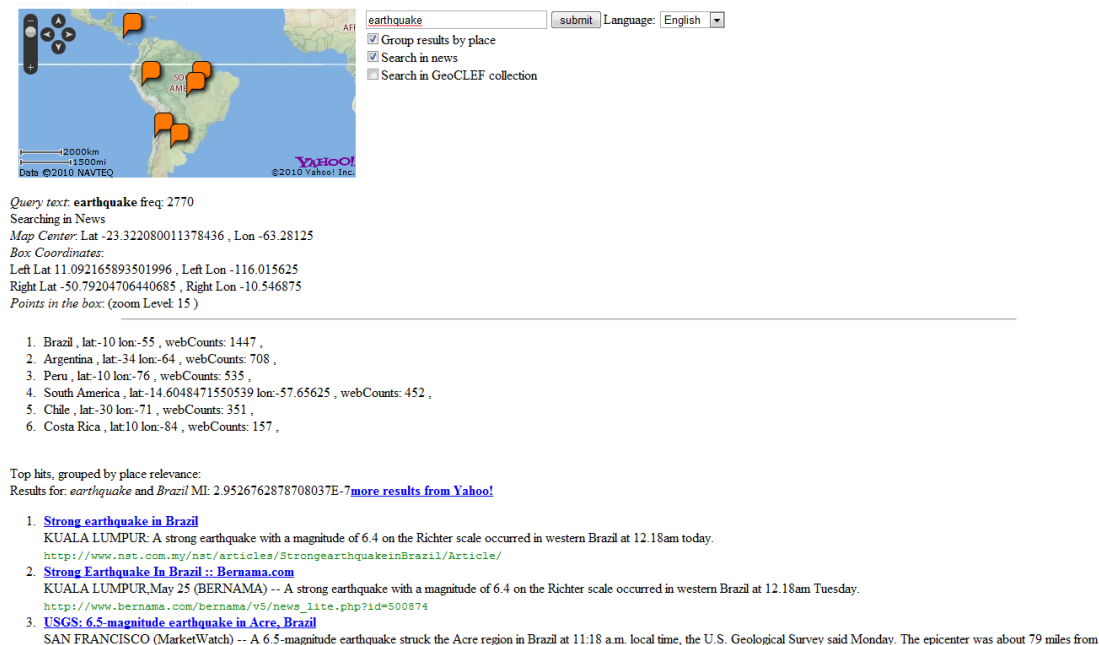 AFR
SOUTH
AMERICA
2000km
1500mi
YAHOO!
Data ©2010 NAVTEQ
©2010 Yahoo! Inc.
earthquake
submit
Language:
English
Group results by place
Search in news
Search in GeoCLEF collection
Query text: earthquake freq: 2770
Searching in News
Map Center: Lat -23.322080011378436 , Lon -63.28125
Box Coordinates:
Left Lat 11.092165893501996 , Left Lon -116.015625
Right Lat -50.79204706440685 , Right Lon -10.546875
Points in the box: (zoom Level: 15 )
1. Brazil , lat:-10 lon:-55 , webCounts: 1447 ,
2. Argentina , lat:-34 lon:-64 , webCounts: 708 ,
3. Peru , lat:-10 lon:-76 , webCounts: 535 ,
4. South America , lat:-14.6048471550539 lon:-57.65625 , webCounts: 452 ,
5. Chile , lat:-30 lon:-71 , webCounts: 351 ,
6. Costa Rica , lat:10 lon:-84 , webCounts: 157 ,
Top hits, grouped by place relevance:
Results for: earthquake and Brazil MI: 2.9526762878708037E-7more results from Yahoo!
1. Strong earthquake in Brazil
KUALA LUMPUR: A strong earthquake with a magnitude of 6.4 on the Richter scale occurred in western Brazil at 12.18am today.
http://www.nst.com.my/nst/articles/StrongearthquakeinBrazil/Article/
2. Strong Earthquake In Brazil :: Bernama.com
KUALA LUMPUR,May 25 (BERNAMA) -- A strong earthquake with a magnitude of 6.4 on the Richter scale occurred in western Brazil at 12.18am Tuesday.
http://www.bernama.com/bernama/v5/news_lite.php?id=500874
3. USGS: 6.5-magnitude earthquake in Acre, Brazil
SAN FRANCISCO (MarketWatch) -- A 6.5-magnitude earthquake struck the Acre region in Brazil at 11:18 a.m. local time, the U.S. Geological Survey said Monday. The epicenter was about 79 miles from